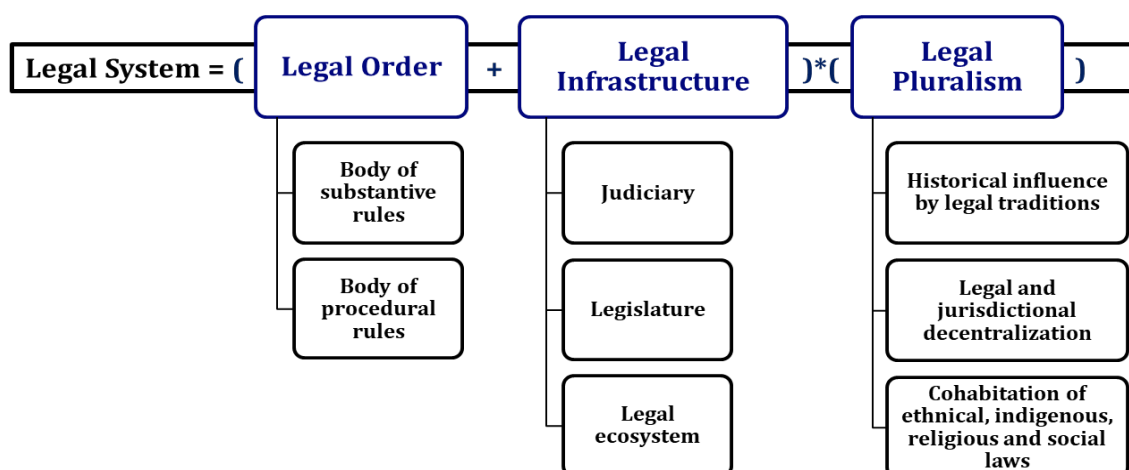 Legal System = ( Legal Order + Legal Infrastructure )*( Legal Pluralism )
Body of
substantive
rules
Body of
procedural
rules
Judiciary
Legislature
Legal
ecosystem
Historical influence
by legal traditions
Legal and
jurisdictional
decentralization
Cohabitation of
ethnical, indigenous,
religious and social
laws